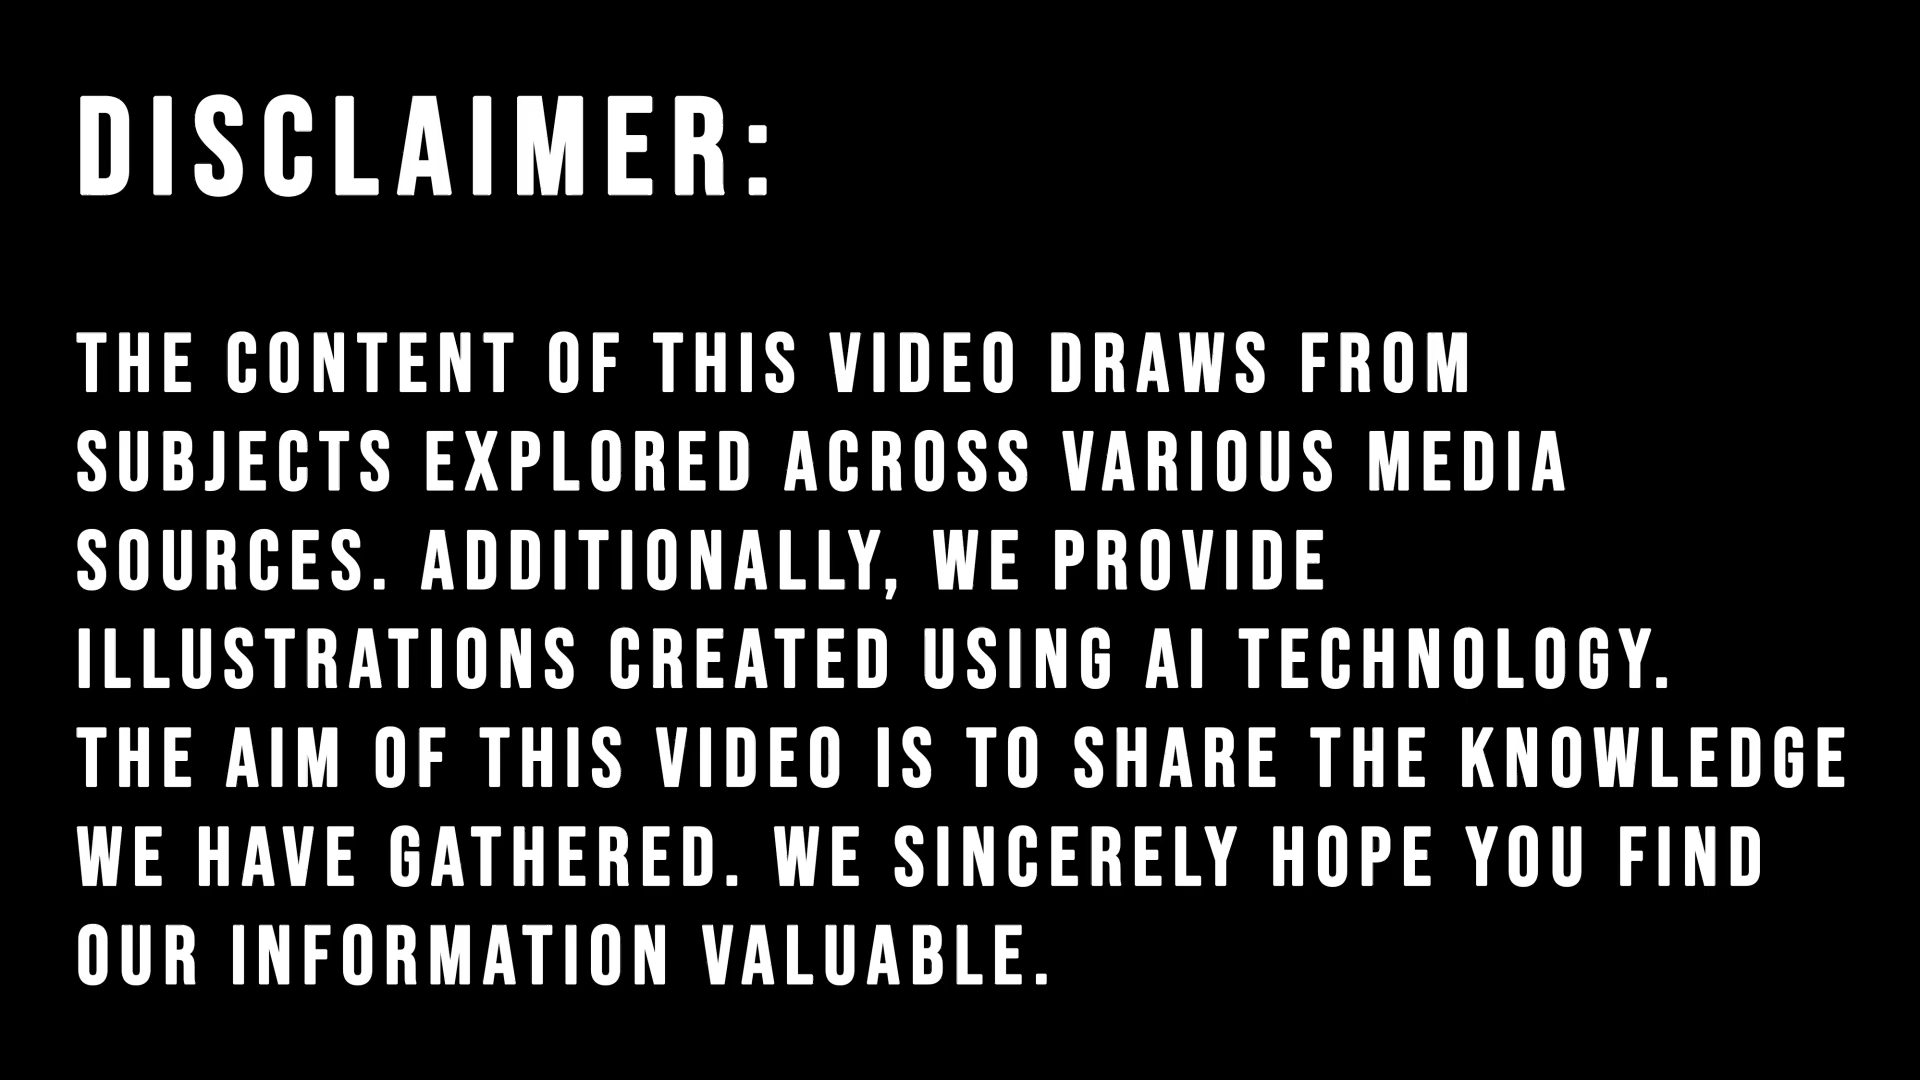 DISCLAIMER:
THE CONTENT OF THIS VIDEO DRAWS FROM
SUBJECTS EXPLORED ACROSS VARIOUS MEDIA
SOURCES. ADDITIONALLY, WE PROVIDE
ILLUSTRATIONS CREATED USING AI TECHNOLOGY.
THE AIM OF THIS VIDEO IS TO SHARE THE KNOWLEDGE
WE HAVE GATHERED. WE SINCERELY HOPE YOU FIND
OUR INFORMATION VALUABLE.